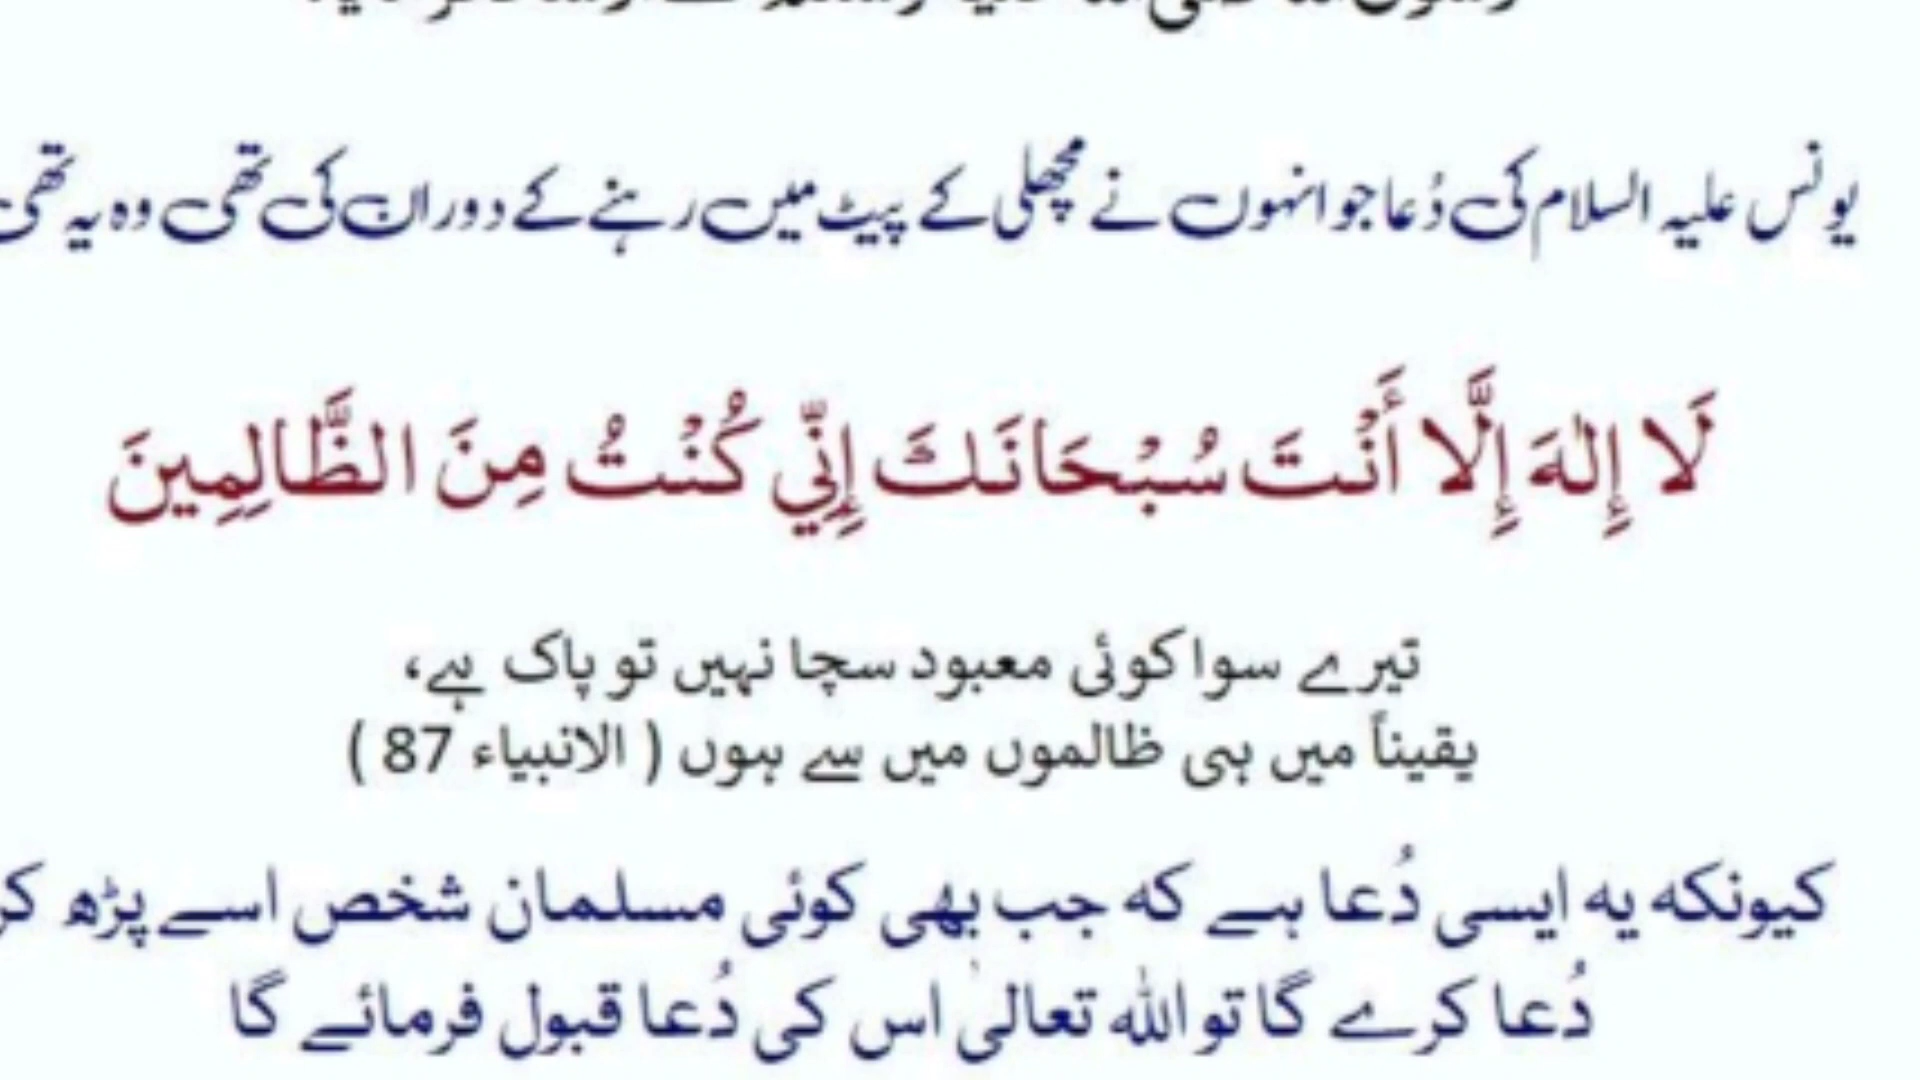 یونس علیہ السلام کی دُعا جو انہوں نے مچھلی کے پیٹ میں رہنے کے دوران کی تھی وہ یہ تھی
لَا إِلٰهَ إِلَّا أَنْتَ سُبْحَانَكَ إِنِّي كُنْتُ مِنَ الظَّالِمِينَ
تیرے سوا کوئی معبود سچا نہیں تو پاک ہے،
یقیناً میں ہی ظالموں میں سے ہوں ( الانبیاء 87 )
کیونکہ یہ ایسی دُعا ہے کہ جب بھی کوئی مسلمان شخص اسے پڑھ کر
دُعا کرے گا تو اللہ تعالیٰ اس کی دُعا قبول فرمائے گا